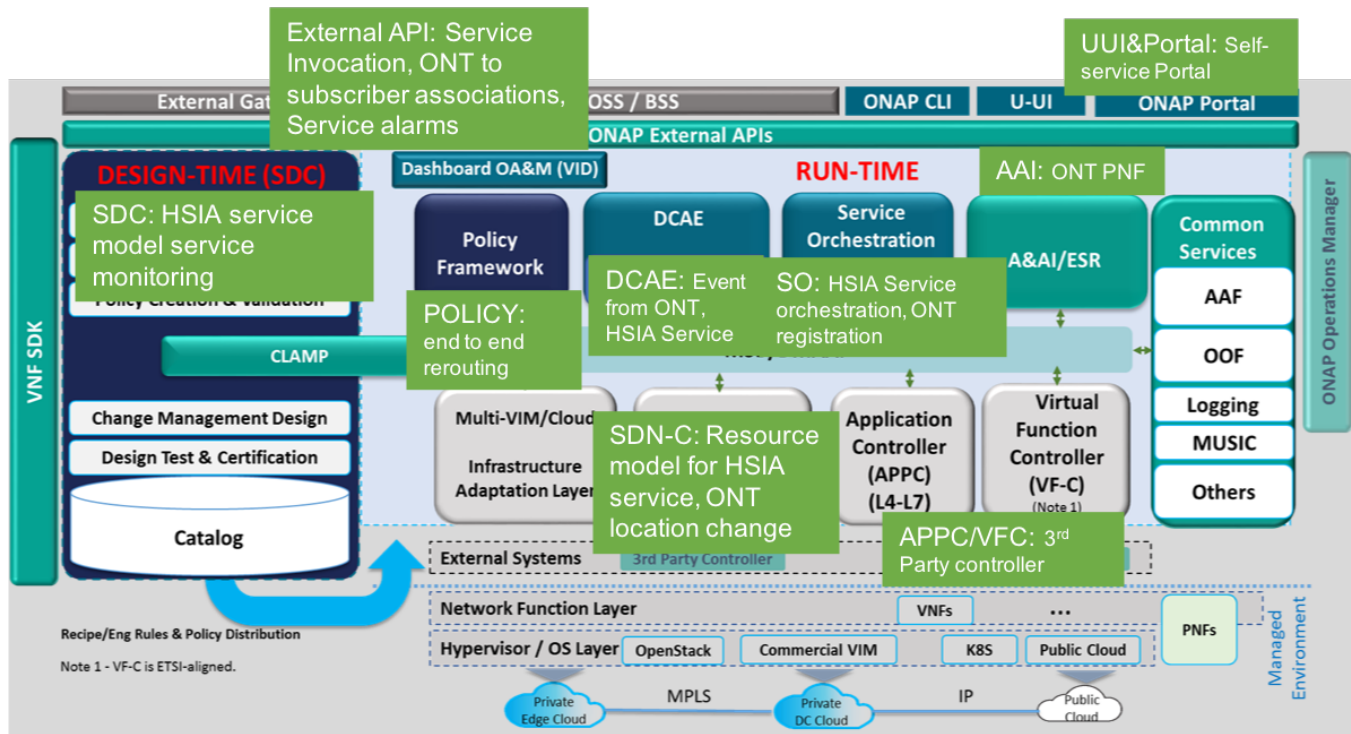 External API: Service
Invocation, ONT to
subscriber associations,
Service alarms
UUI&Portal: Self-
service Portal
External
OSS / BSS
ONAP CLI
U-UI
ONAP Portal
ONAP External APIs
VNF SDK
DESIGN-TIME (SDC)
SDC: HSIA service
model service
monitoring
Policy Creation & Validation
CLAMP
Change Management Design
Design Test & Certification
Catalog
Recipe/Eng Rules & Policy Distribution
Note 1 - VF-C is ETSI-aligned.
Dashboard OA&M (VID)
RUN-TIME
AAI: ONT PNF
Policy
Framework
DCAE
Service
Orchestration
A&AI/ESR
POLICY:
end to end
rerouting
DCAE: Event
from ONT,
HSIA Service
SO: HSIA Service
orchestration, ONT
registration
Common
Services
AAF
OOF
Logging
MUSIC
Others
ONAP Operations Manager
Multi-VIM/Cloud
Infrastructure
Adaptation Layer
SDN-C: Resource
model for HSIA
service, ONT
location change
Application
Controller
(APPC)
(L4-L7)
Virtual
Function
Controller
(VF-C)
(Note 1)
APPC/VFC: 3rd
Party controller
External Systems
3rd Party Controller
Network Function Layer
VNFs
...
PNFs
Hypervisor / OS Layer
OpenStack
Commercial VIM
K8S
Public Cloud
Managed
Environment
Private
Edge Cloud
MPLS
Private
DC Cloud
IP
Public
Cloud